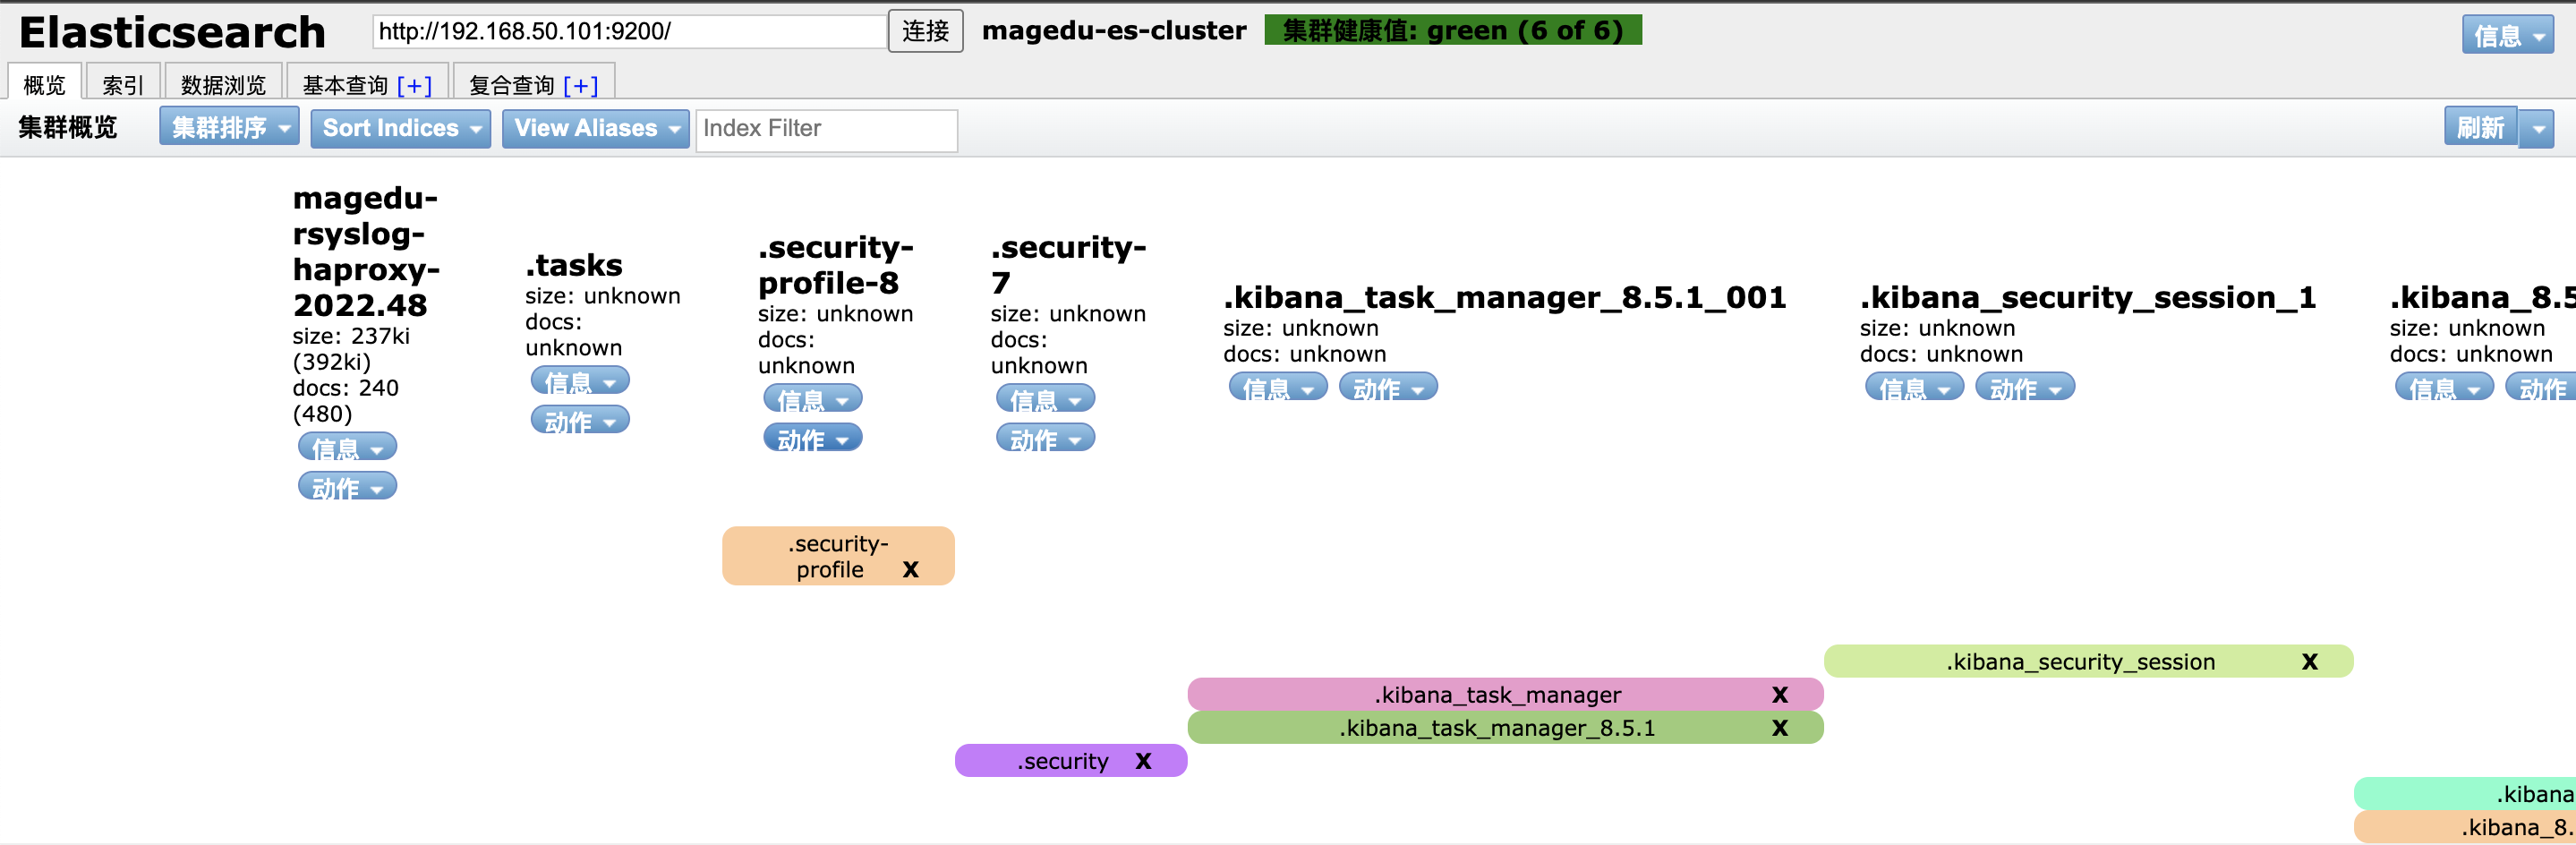 Elasticsearch
http://192.168.50.101:9200/
连接
magedu-es-cluster
集群健康值: green (6 of 6)
信息
概览
索引
数据浏览
基本查询 [+]
复合查询 [+]
集群概览
集群排序
Sort Indices
View Aliases
Index Filter
刷新
magedu-
rsyslog-
haproxy-
2022.48
size: 237ki
(392ki)
docs: 240
(480)
信息
动作
.tasks
size: unknown
docs:
unknown
信息
动作
.security-
profile-8
size: unknown
docs:
unknown
信息
动作
.security-
7
size: unknown
docs:
unknown
信息
动作
.kibana_task_manager_8.5.1_001
size: unknown
docs: unknown
信息 动作
.kibana_security_session_1
size: unknown
docs: unknown
信息 动作
.kibana_8.5
size: unknown
docs: unknown
信息 动作
.security-
profile X
.kibana_security_session X
.kibana_task_manager X
.kibana_task_manager_8.5.1 X
.security X
.kibana
.kibana_8.